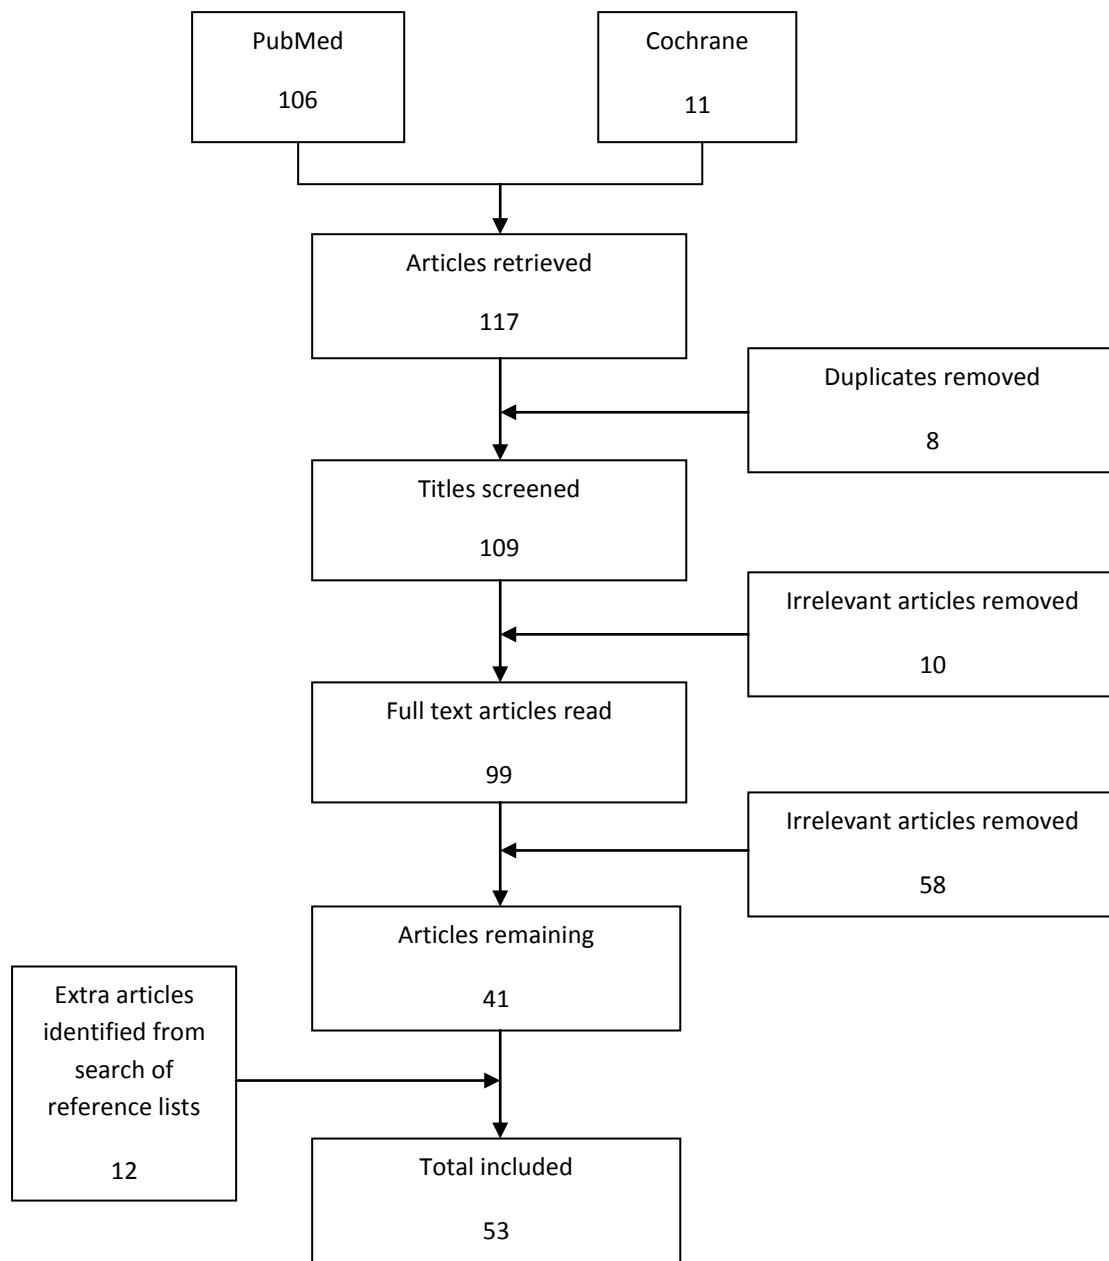 PubMed
106
Cochrane
11
Articles retrieved
117
Duplicates removed
8
Titles screened
109
Irrelevant articles removed
10
Full text articles read
99
Irrelevant articles removed
58
Articles remaining
41
Extra articles
identified from
search of
reference lists
12
Total included
53